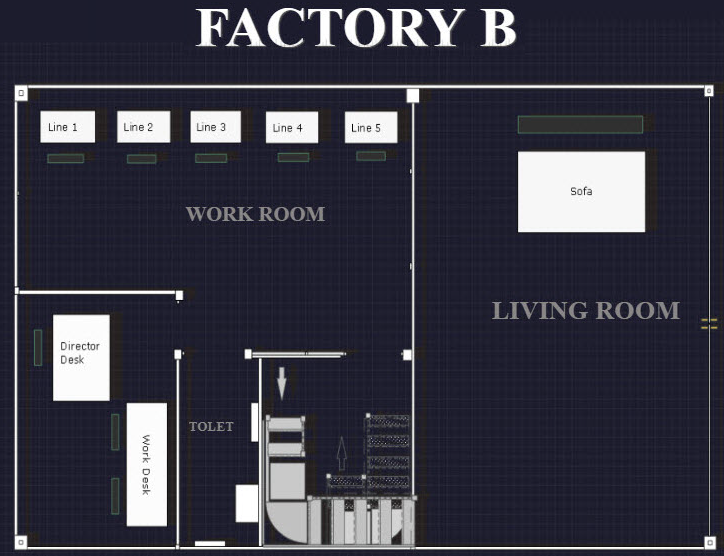 FACTORY B
Line 1
Line 2
Line 3
Line 4
Line 5
Sofa
WORK ROOM
LIVING ROOM
Director
Desk
TOLET
Work Desk